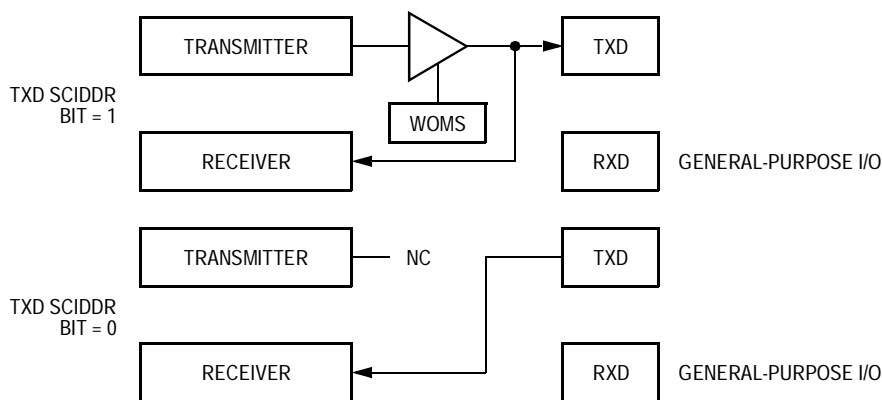 TRANSMITTER
TXD
TXD SCIDDR
BIT = 1
WOMS
RECEIVER
RXD
GENERAL-PURPOSE I/O
TRANSMITTER
NC
TXD
TXD SCIDDR
BIT = 0
RECEIVER
RXD
GENERAL-PURPOSE I/O